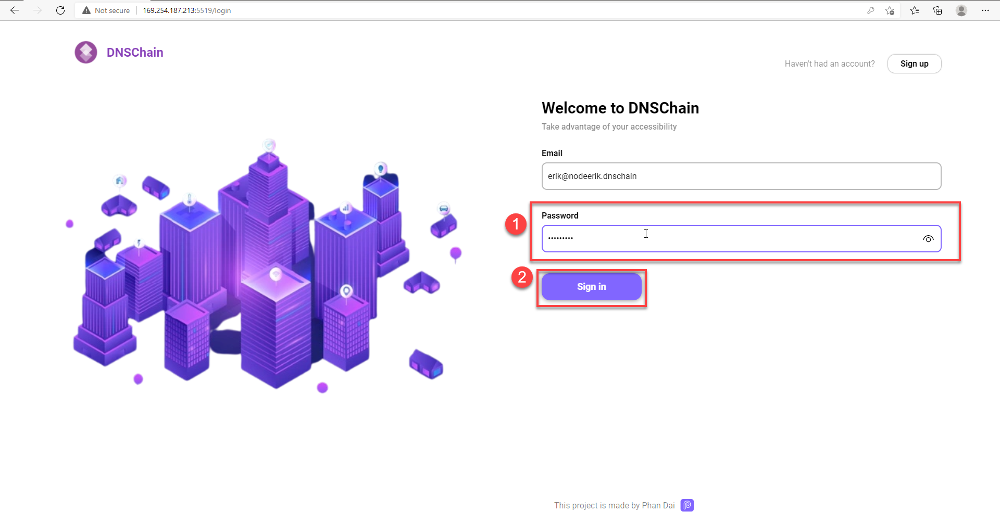 Not secure
169.254.187.213:5519/login
DNSChain
Haven't had an account?
Sign up
Welcome to DNSChain
Take advantage of your accessibility
Email
erik@nodeerik.dnschain
1
Password
•••••••••
2
Sign in
This project is made by Phan Dai